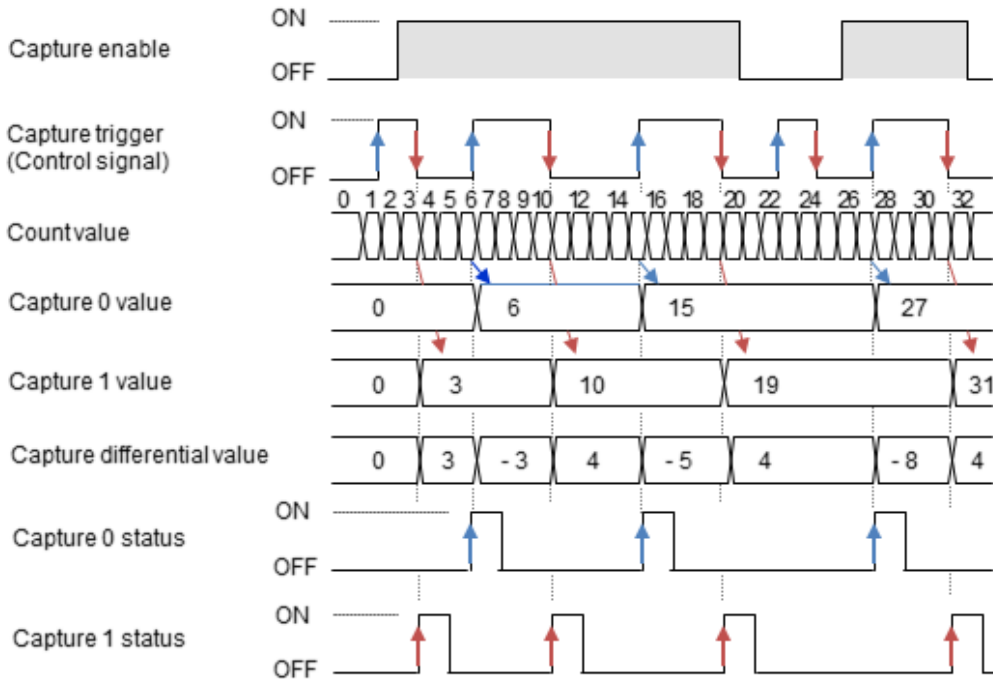 ON
Capture enable
OFF
ON
Capture trigger
(Control signal)
OFF
0 1 2 3 4 5 6 7 8 9 10 12 14 16 18 20 22 24 26 28 30 32
Count value
Capture 0 value 0 6 15 27
Capture 1 value 0 3 10 19 31
Capture differential value 0 3 - 3 4 - 5 4 - 8 4
ON
Capture 0 status
OFF
ON
Capture 1 status
OFF